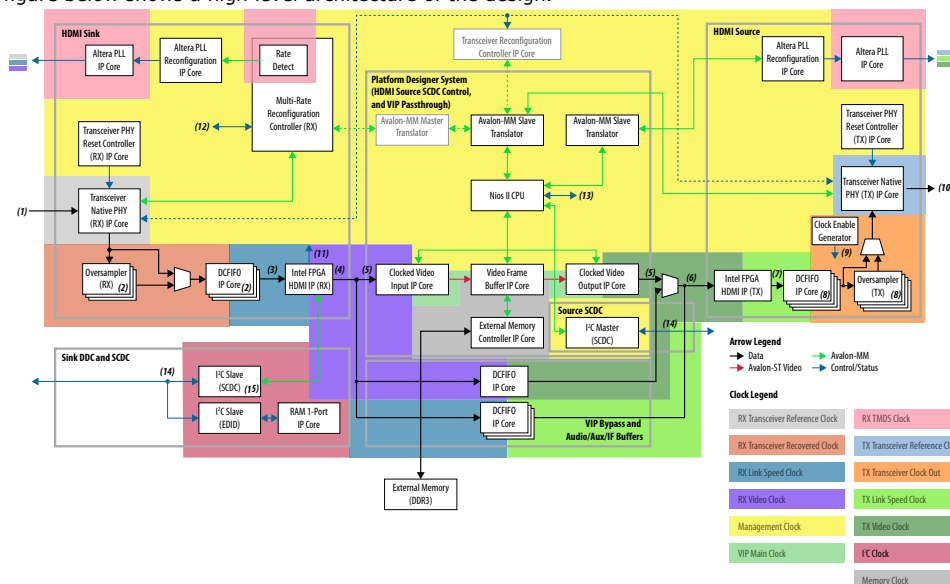 figure below shows a high-level architecture of the design.
HDMI Sink
Altera PLL
IP Core
Altera PLL
Reconfiguration
IP Core
Rate
Detect
Multi-Rate
Reconfiguration
Controller (RX)
(12)
Transceiver PHY
Reset Controller
(RX) IP Core
(1)
Transceiver
Native PHY
(RX) IP Core
Oversampler
(RX)
(2)
DCFIFO
IP Core
(2)
(3)
Intel FPGA
HDMI IP (RX)
(11)
(4)
Transceiver Reconfiguration
Controller IP Core
Platform Designer System
(HDMI Source SCDC Control,
and VIP Passthrough)
Avalon-MM Master
Translator
Avalon-MM Slave
Translator
Avalon-MM Slave
Translator
Nios II CPU
(13)
(5)
Clocked Video
Input IP Core
Video Frame
Buffer IP Core
Clocked Video
Output IP Core
(5)
(6)
External Memory
Controller IP Core
Source SCDC
I²C Master
(SCDC)
(14)
HDMI Source
Altera PLL
Reconfiguration
IP Core
Altera PLL
IP Core
Transceiver PHY
Reset Controller
(TX) IP Core
Transceiver Native
PHY (TX) IP Core
(10
Clock Enable
Generator
(9)
Intel FPGA
HDMI IP (TX)
(7)
DCFIFO
IP Core
(8)
Oversampler
(TX)
(8)
Sink DDC and SCDC
(14)
I²C Slave
(SCDC)
(15)
I²C Slave
(EDID)
RAM 1-Port
IP Core
DCFIFO
IP Core
DCFIFO
IP Core
VIP Bypass and
Audio/Aux/IF Buffers
External Memory
(DDR3)
Arrow Legend
Data
Avalon-MM
Avalon-ST Video
Control/Status
Clock Legend
RX Transceiver Reference Clock
RX TMDS Clock
RX Transceiver Recovered Clock
TX Transceiver Reference Cl
RX Link Speed Clock
TX Transceiver Clock Out
RX Video Clock
TX Link Speed Clock
Management Clock
TX Video Clock
VIP Main Clock
I²C Clock
Memory Clock